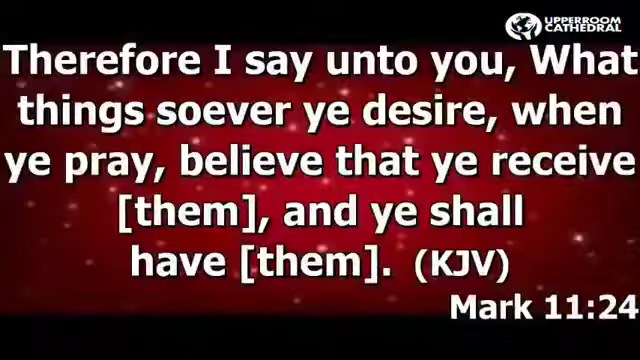 UPPERROOM
CATHEDRAL
Therefore I say unto you, What
things soever ye desire, when
ye pray, believe that ye receive
[them], and ye shall
have [them]. (KJV)
Mark 11:24